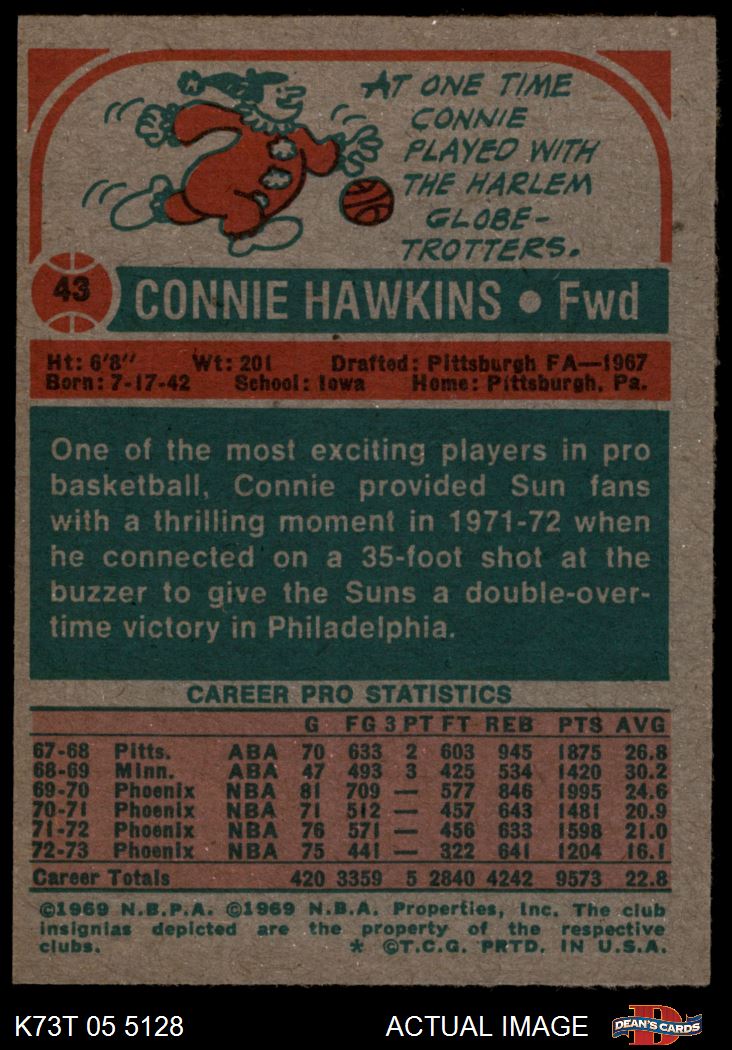 AT ONE TIME
CONNIE
PLAYED WITH
THE HARLEM
GLOBE-
TROTTERS.
43 CONNIE HAWKINS • Fwd
Ht: 6'8" Wt: 201 Drafted: Pittsburgh FA—1967
Born: 7-17-42 School: Iowa Home: Pittsburgh, Pa.
One of the most exciting players in pro
basketball, Connie provided Sun fans
with a thrilling moment in 1971-72 when
he connected on a 35-foot shot at the
buzzer to give the Suns a double-over-
time victory in Philadelphia.
CAREER PRO STATISTICS
G FG 3 PT FT REB PTS AVG
67-68 Pitts. ABA 70 633 2 603 945 1875 26.8
68-69 Minn. ABA 47 493 3 425 534 1420 30.2
69-70 Phoenix NBA 81 709 — 577 846 1995 24.6
70-71 Phoenix NBA 71 512 — 457 643 1481 20.9
71-72 Phoenix NBA 76 571 — 456 633 1598 21.0
72-73 Phoenix NBA 75 441 — 322 641 1204 16.1
Career Totals 420 3359 5 2840 4242 9573 22.8
©1969 N.B.P.A. ©1969 N.B.A. Properties, Inc. The club
insignias depicted are the property of the respective
clubs. * ©T.C.G. PRTD. IN U.S.A.
K73T 05 5128 ACTUAL IMAGE D DEAN'S CARDS